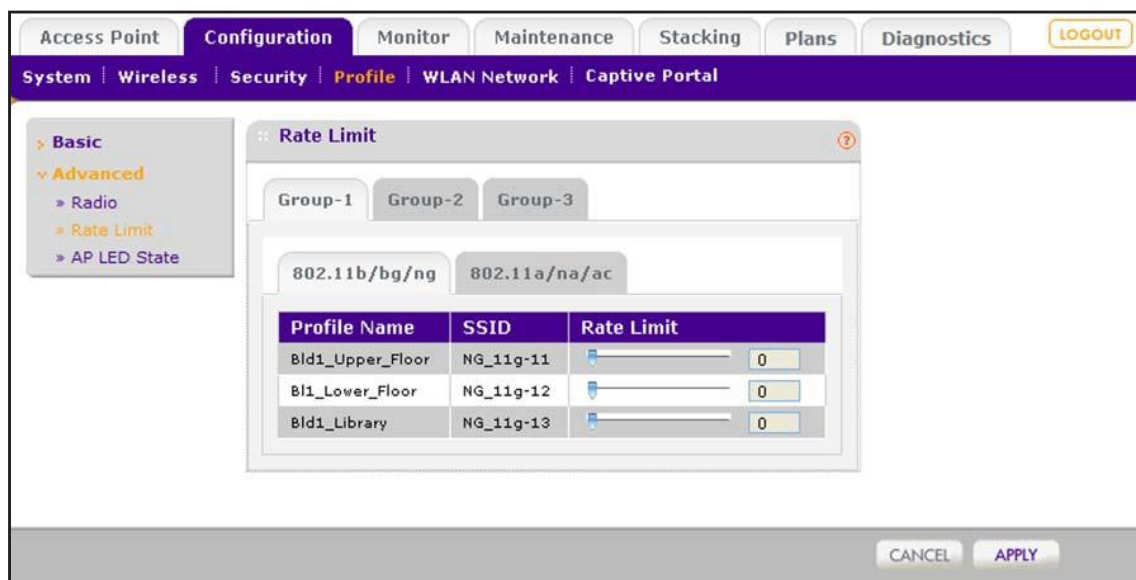 Access Point Configuration Monitor Maintenance Stacking Plans Diagnostics LOGOUT
System Wireless Security Profile WLAN Network Captive Portal
Basic
Advanced
» Radio
» Rate Limit
» AP LED State
Rate Limit ?
Group-1 Group-2 Group-3
802.11b/bg/ng 802.11a/na/ac
Profile Name SSID Rate Limit
Bld1_Upper_Floor NG_11g-11 0
Bl1_Lower_Floor NG_11g-12 0
Bld1_Library NG_11g-13 0
CANCEL APPLY